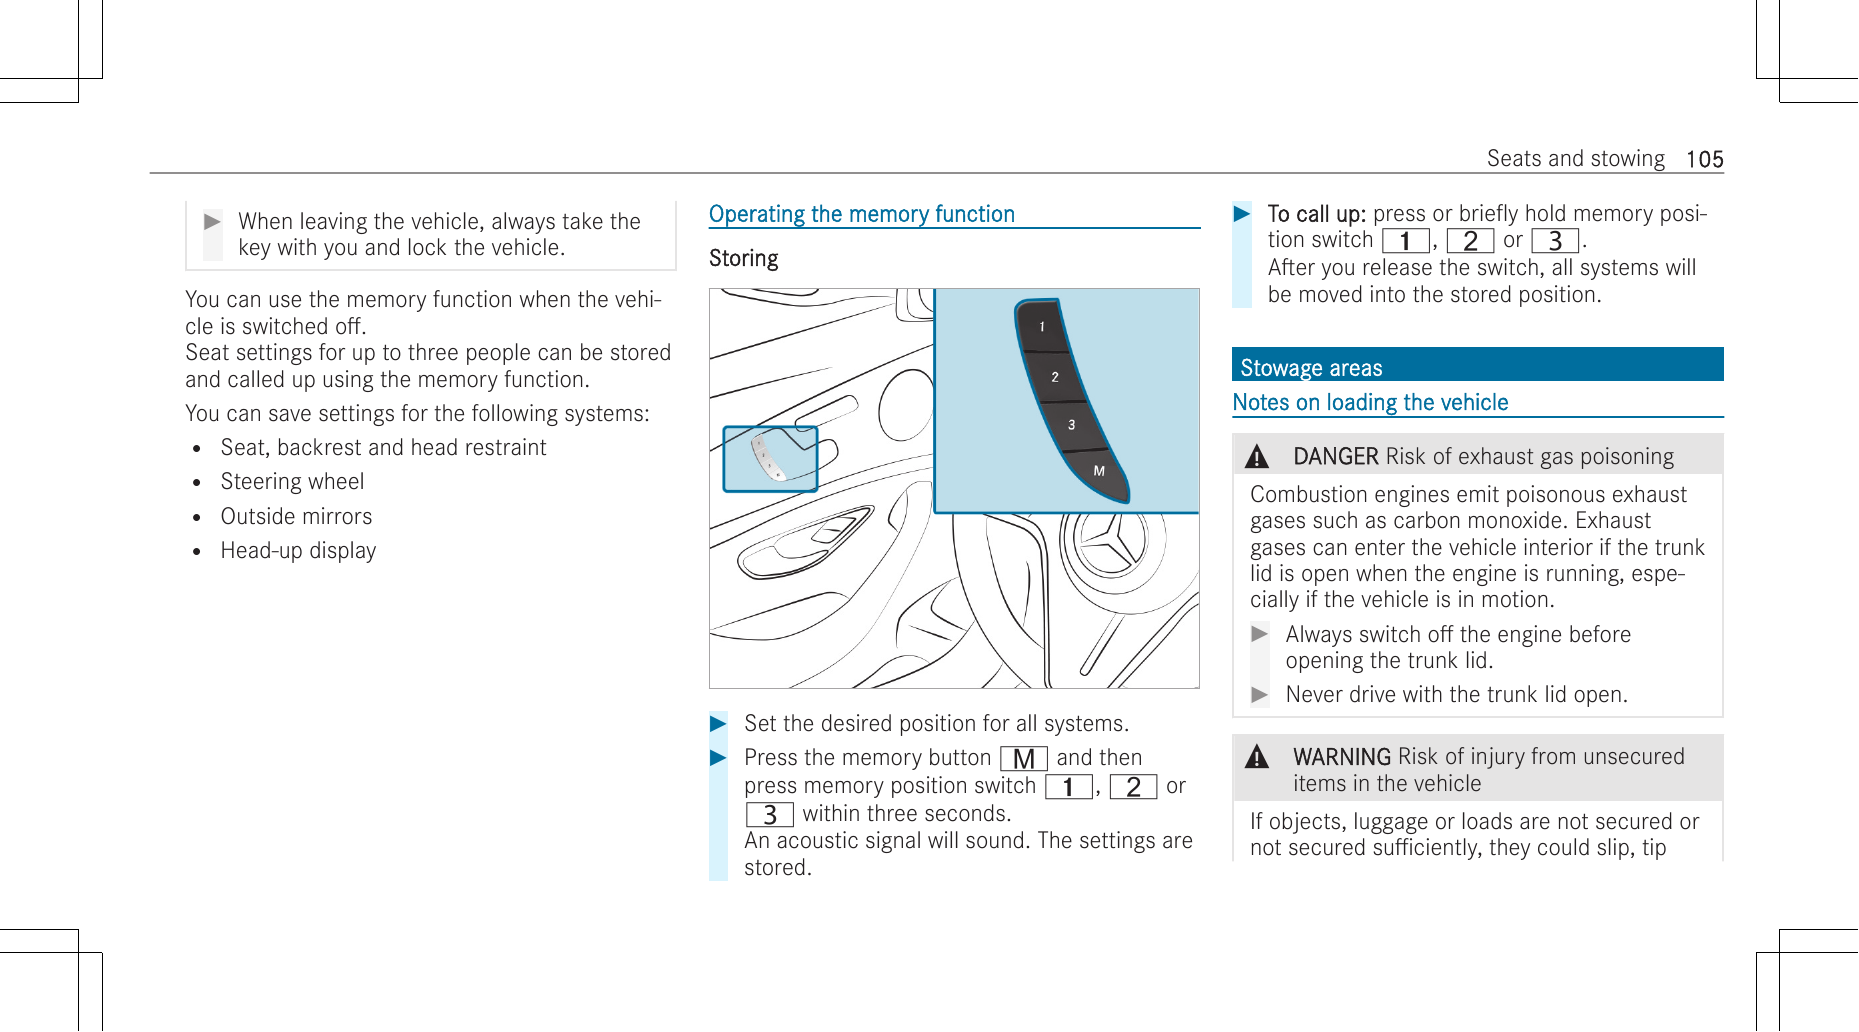 Seats and stowing 105
▶ When leaving the vehicle, always take the
key with you and lock the vehicle.
You can use the memory function when the vehi-
cle is switched off.
Seat settings for up to three people can be stored
and called up using the memory function.
You can save settings for the following systems:
• Seat, backrest and head restraint
• Steering wheel
• Outside mirrors
• Head-up display
Operating the memory function
Storing
1
2
3
M
▶ Set the desired position for all systems.
▶ Press the memory button M and then
press memory position switch 1, 2 or
3 within three seconds.
An acoustic signal will sound. The settings are
stored.
▶ To call up: press or briefly hold memory posi-
tion switch 1, 2 or 3.
After you release the switch, all systems will
be moved into the stored position.
Stowage areas
Notes on loading the vehicle
DANGER Risk of exhaust gas poisoning
Combustion engines emit poisonous exhaust
gases such as carbon monoxide. Exhaust
gases can enter the vehicle interior if the trunk
lid is open when the engine is running, espe-
cially if the vehicle is in motion.
▶ Always switch off the engine before
opening the trunk lid.
▶ Never drive with the trunk lid open.
WARNING Risk of injury from unsecured
items in the vehicle
If objects, luggage or loads are not secured or
not secured sufficiently, they could slip, tip